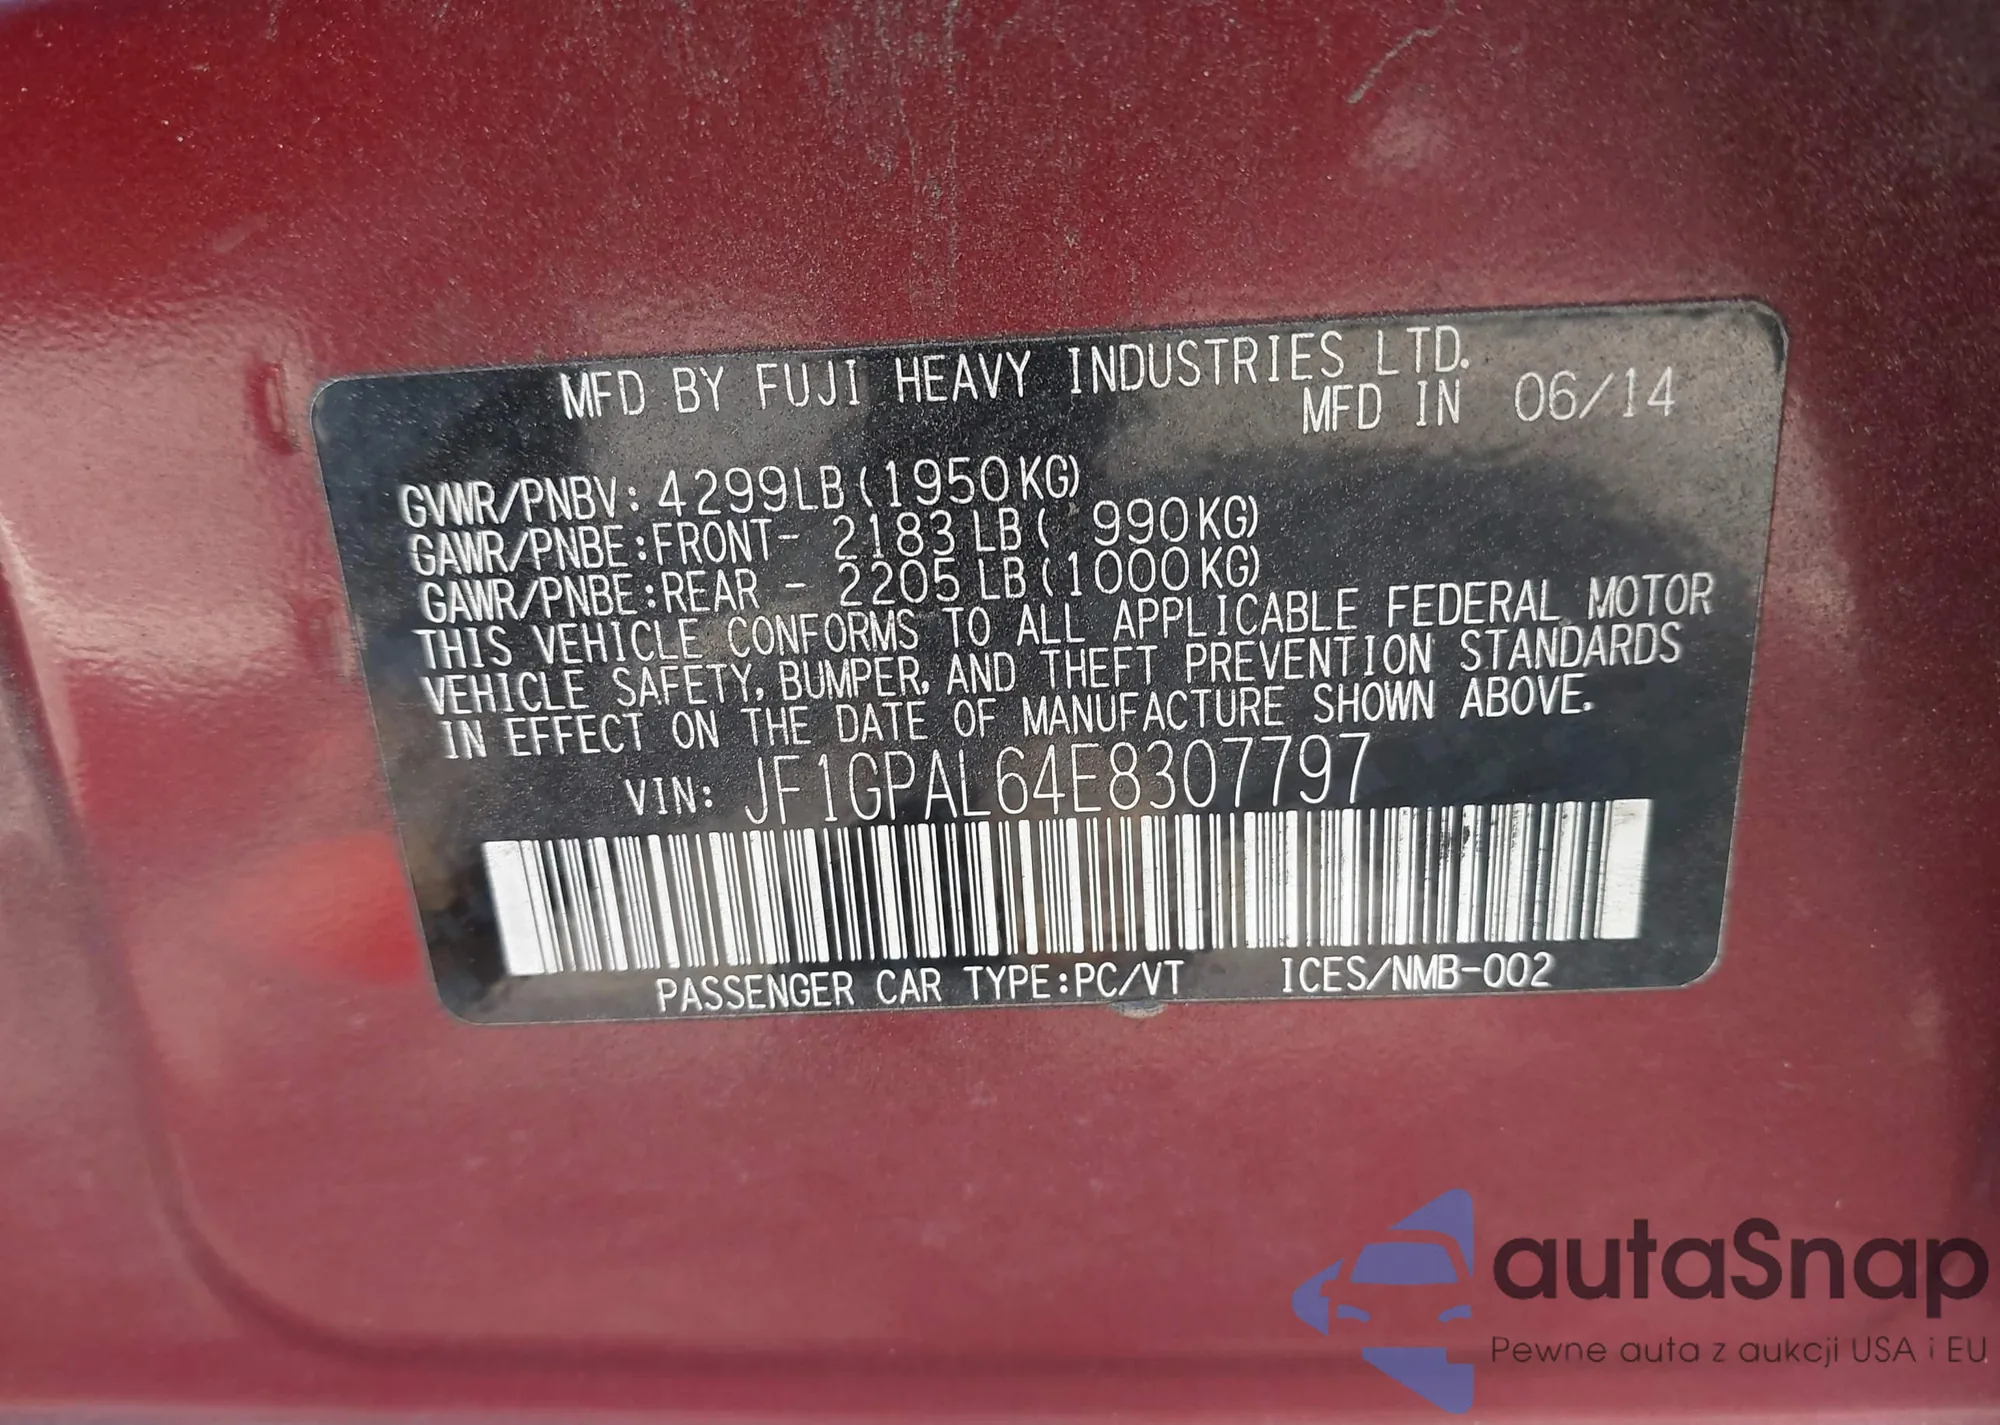 MFD BY FUJI HEAVY INDUSTRIES LTD.
MFD IN 06/14
GVWR/PNBV: 4299LB(1950KG)
GAWR/PNBE:FRONT- 2183 LB( 990KG)
GAWR/PNBE:REAR - 2205 LB(1000KG)
THIS VEHICLE CONFORMS TO ALL APPLICABLE FEDERAL MOTOR
VEHICLE SAFETY, BUMPER, AND THEFT PREVENTION STANDARDS
IN EFFECT ON THE DATE OF MANUFACTURE SHOWN ABOVE.
VIN: JF1GPAL64E8307797
PASSENGER CAR TYPE:PC/VT ICES/NMB-002
autaSnap
Pewne auta z aukcji USA i EU